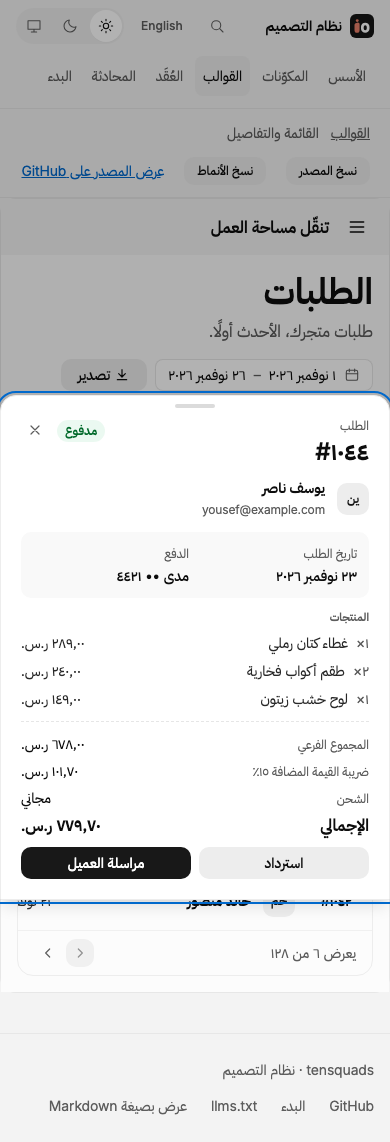 نظام التصميم
English
الأسس
المكوّنات
القوالب
العُقَد
المحادثة
البدء
القوالب
القائمة والتفاصيل
نسخ المصدر
نسخ الأنماط
عرض المصدر على GitHub
تنقّل مساحة العمل
الطلبات
طلبات متجرك، الأحدث أولًا.
١ نوفمبر ٢٠٢٦ – ٢٦ نوفمبر ٢٠٢٦
تصدير
الطلب
مدفوع
#١٠٤٤
ين
يوسف ناصر
yousef@example.com
تاريخ الطلب
الدفع
٢٣ نوفمبر ٢٠٢٦
مدى •• ٤٤٢١
المنتجات
١× غطاء كتان رملي
٢٨٩,٠٠ ر.س.
٢× طقم أكواب فخارية
٢٤٠,٠٠ ر.س.
١× لوح خشب زيتون
١٤٩,٠٠ ر.س.
المجموع الفرعي
٦٧٨,٠٠ ر.س.
ضريبة القيمة المضافة ١٥٪
١٠١,٧٠ ر.س.
الشحن
مجاني
الإجمالي
٧٧٩,٧٠ ر.س.
استرداد
مراسلة العميل
يعرض ٦ من ١٢٨
tensquads · نظام التصميم
GitHub
البدء
llms.txt
عرض بصيغة Markdown